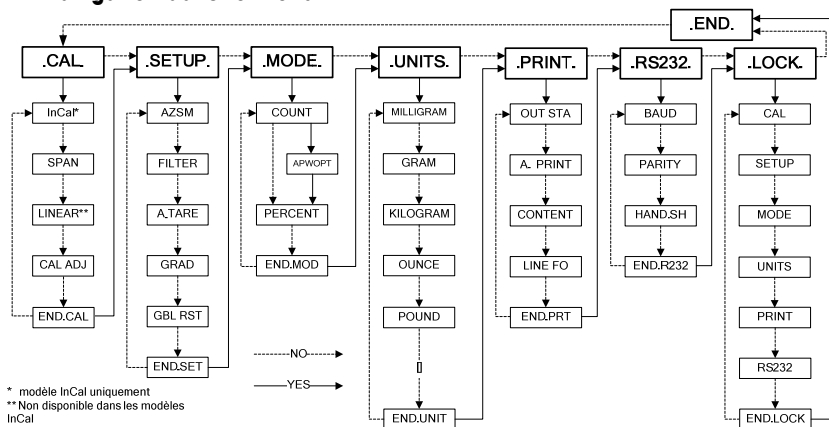 .END.
.CAL. .SETUP. .MODE. .UNITS. .PRINT. .RS232. .LOCK.
InCal* AZSM COUNT MILLIGRAM OUT STA BAUD CAL
SPAN FILTER APWOPT GRAM A. PRINT PARITY SETUP
LINEAR** A.TARE PERCENT KILOGRAM CONTENT HAND.SH MODE
CAL ADJ GRAD END.MOD OUNCE LINE FO END.R232 UNITS
END.CAL GBL RST POUND END.PRT PRINT
END.SET NO RS232
YES END.UNIT END.LOCK
* modèle InCal uniquement
** Non disponible dans les modèles
InCal